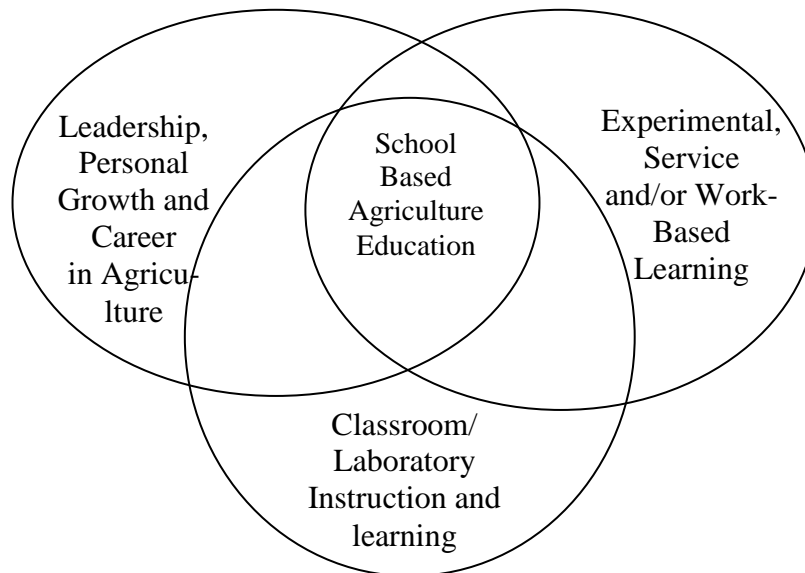 Leadership,
Personal
Growth and
Career
in Agricu-
lture
School
Based
Agriculture
Education
Experimental,
Service
and/or Work-
Based
Learning
Classroom/
Laboratory
Instruction and
learning